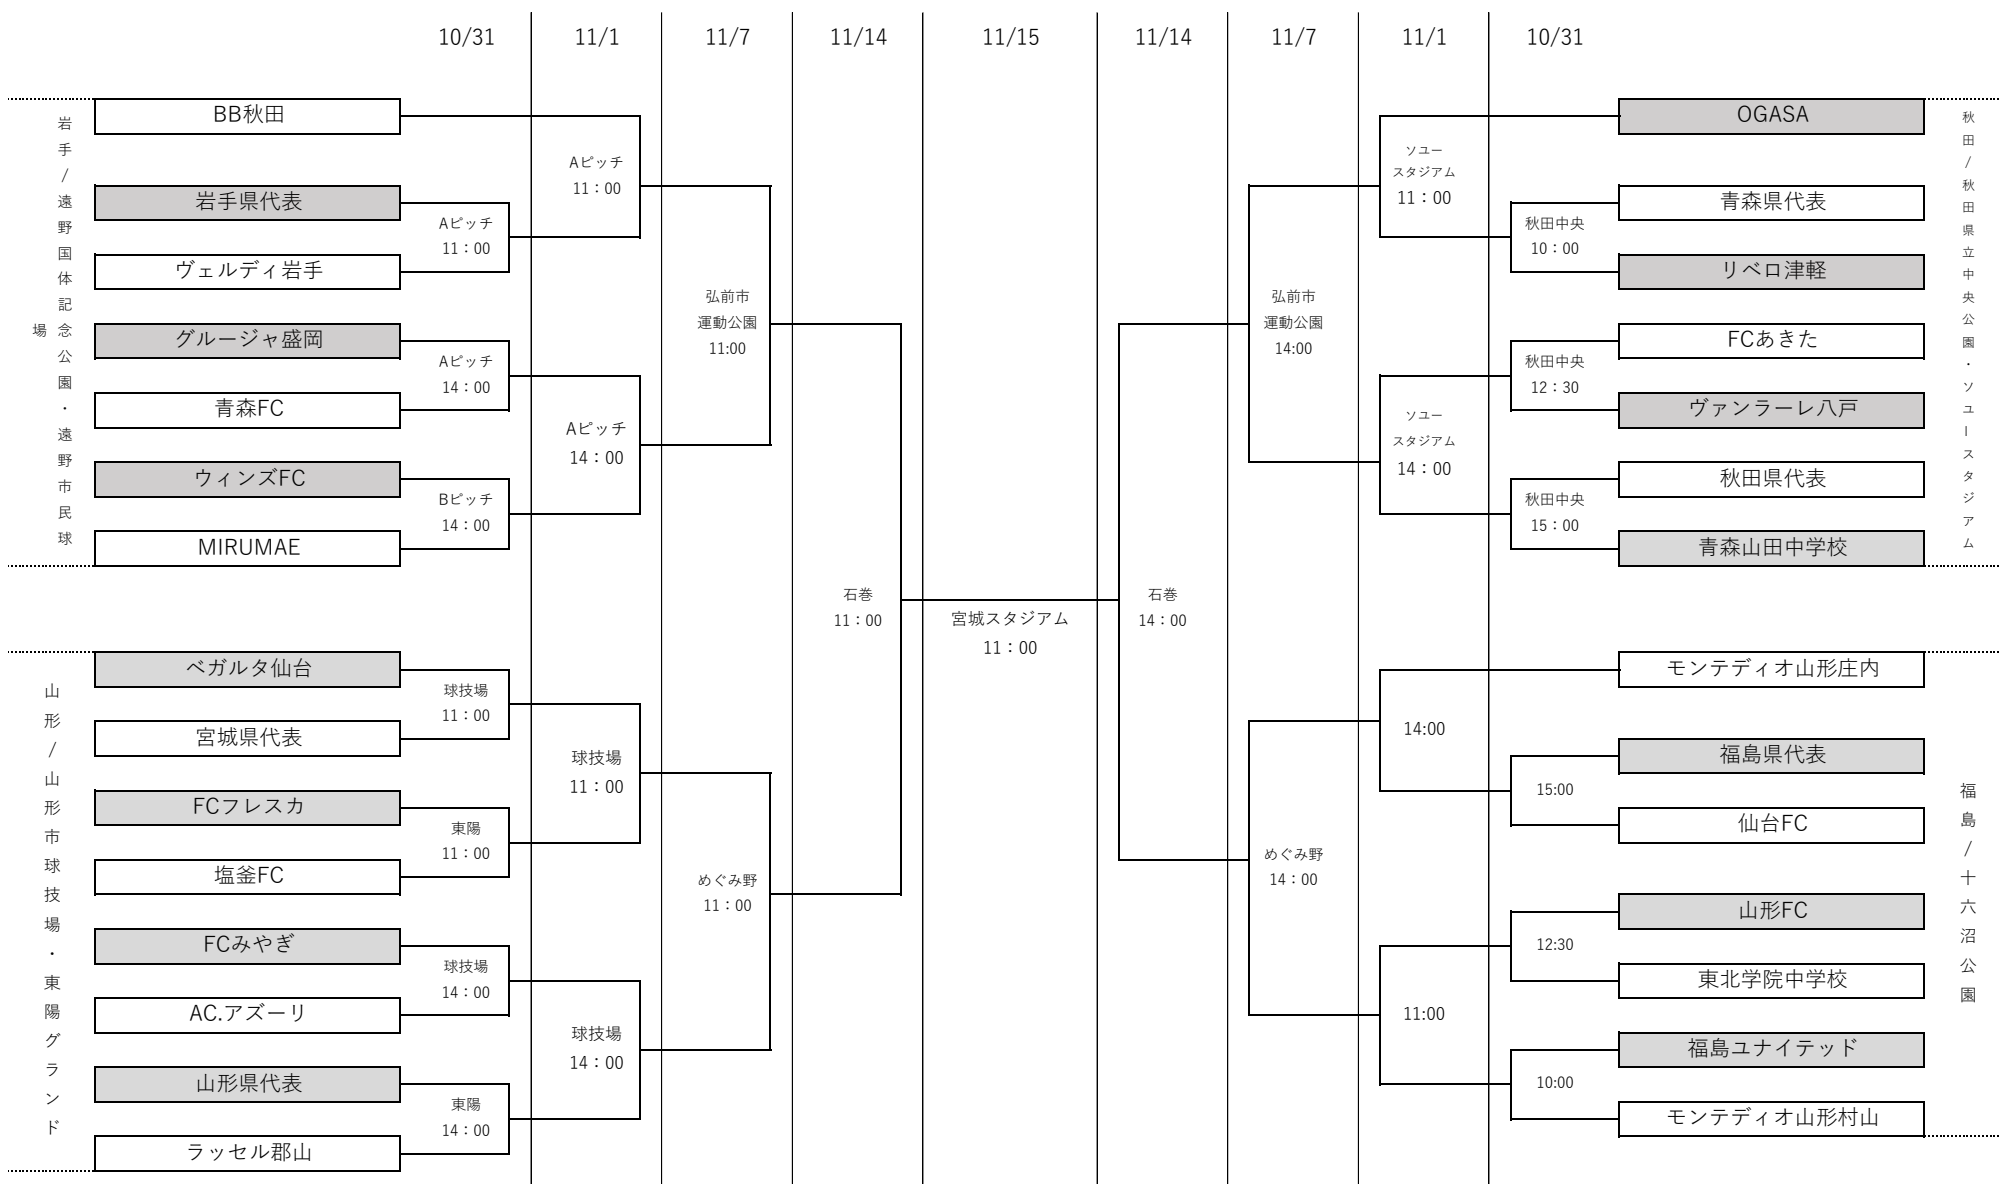 10/31 11/1 11/7 11/14 11/15 11/14 11/7 11/1 10/31
岩手/遠野国体記念公園・遠野市民球場
BB秋田
岩手県代表
ヴェルディ岩手
グルージャ盛岡
青森FC
ウィンズFC
MIRUMAE
Aピッチ
11：00
Aピッチ
14：00
Bピッチ
14：00
Aピッチ
11：00
Aピッチ
14：00
弘前市
運動公園
11:00
山形/山形市球技場・東陽グランド
ベガルタ仙台
宮城県代表
FCフレスカ
塩釜FC
FCみやぎ
AC.アズーリ
山形県代表
ラッセル郡山
球技場
11：00
東陽
11：00
球技場
14：00
東陽
14：00
球技場
11：00
球技場
14：00
めぐみ野
11：00
石巻
11：00
宮城スタジアム
11：00
石巻
14：00
弘前市
運動公園
14:00
ソユー
スタジアム
11：00
ソユー
スタジアム
14：00
秋田中央
10：00
秋田中央
12：30
秋田中央
15：00
OGASA
青森県代表
リベロ津軽
FCあきた
ヴァンラーレ八戸
秋田県代表
青森山田中学校
秋田/秋田県立中央公園・ソユースタジアム
めぐみ野
14：00
14:00
11:00
15:00
12:30
10:00
モンテディオ山形庄内
福島県代表
仙台FC
山形FC
東北学院中学校
福島ユナイテッド
モンテディオ山形村山
福島/十六沼公園